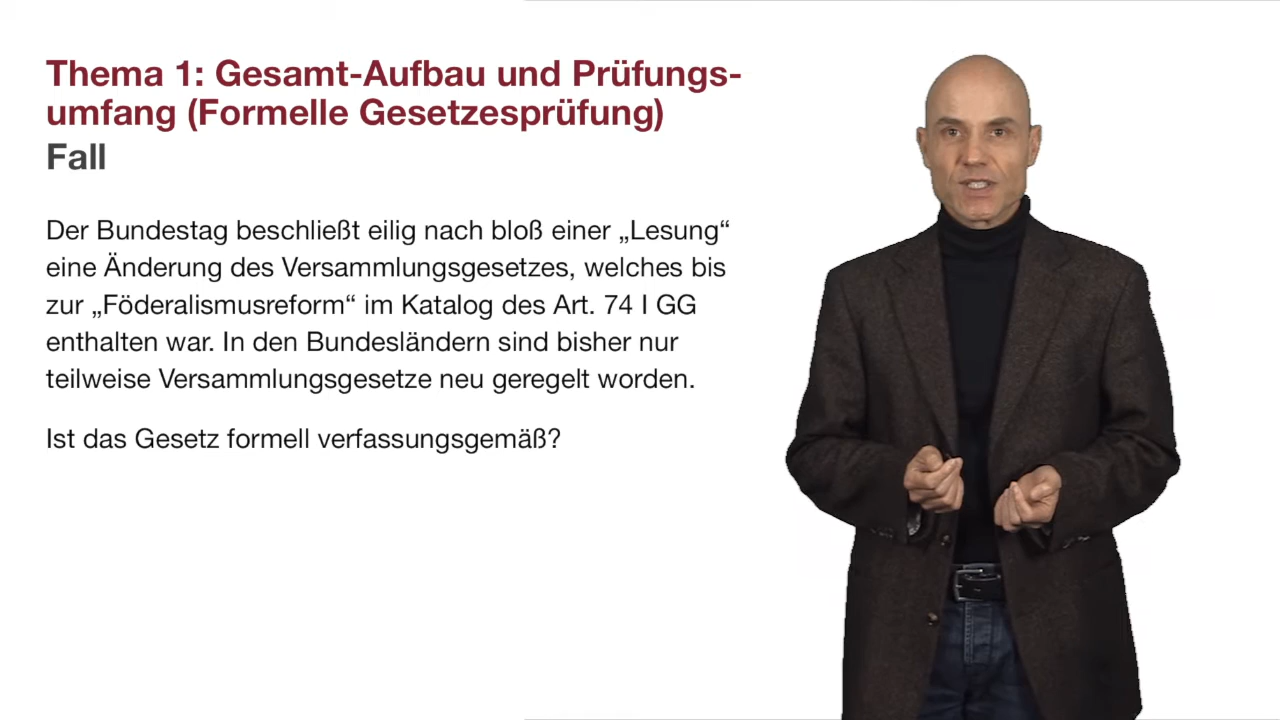 Thema 1: Gesamt-Aufbau und Prüfungs-
umfang (Formelle Gesetzesprüfung)
Fall
Der Bundestag beschließt eilig nach bloß einer „Lesung“
eine Änderung des Versammlungsgesetzes, welches bis
zur „Föderalismusreform“ im Katalog des Art. 74 I GG
enthalten war. In den Bundesländern sind bisher nur
teilweise Versammlungsgesetze neu geregelt worden.
Ist das Gesetz formell verfassungsgemäß?